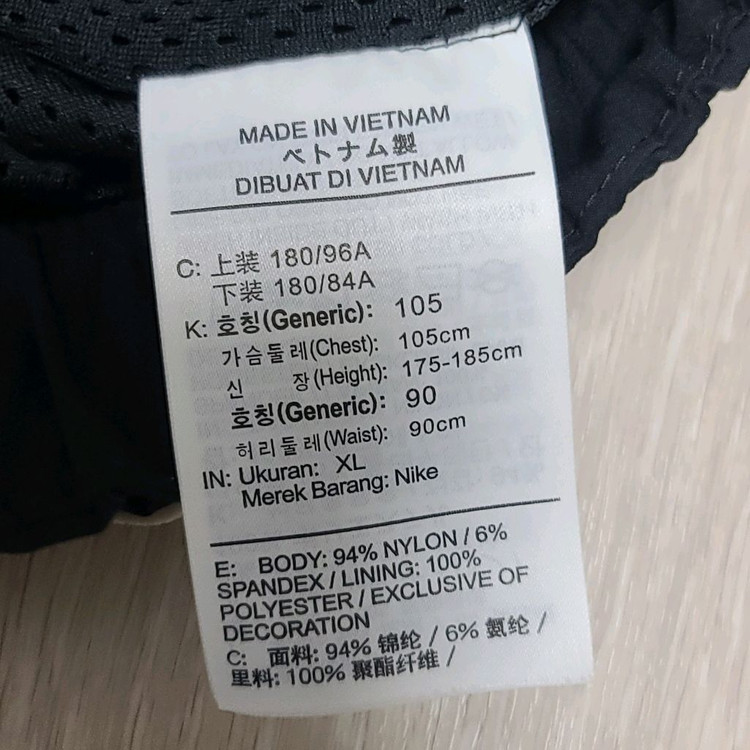 MADE IN VIETNAM
ベトナム製
DIBUAT DI VIETNAM
C: 上装 180/96A
下装 180/84A
K: 호칭(Generic): 105
가슴둘레(Chest): 105cm
신 장(Height): 175-185cm
호칭(Generic): 90
허리둘레(Waist): 90cm
IN: Ukuran: XL
Merek Barang: Nike
E: BODY: 94% NYLON / 6%
SPANDEX / LINING: 100%
POLYESTER / EXCLUSIVE OF
DECORATION
C: 面料: 94% 锦纶 / 6% 氨纶 /
里料: 100% 聚酯纤维 /